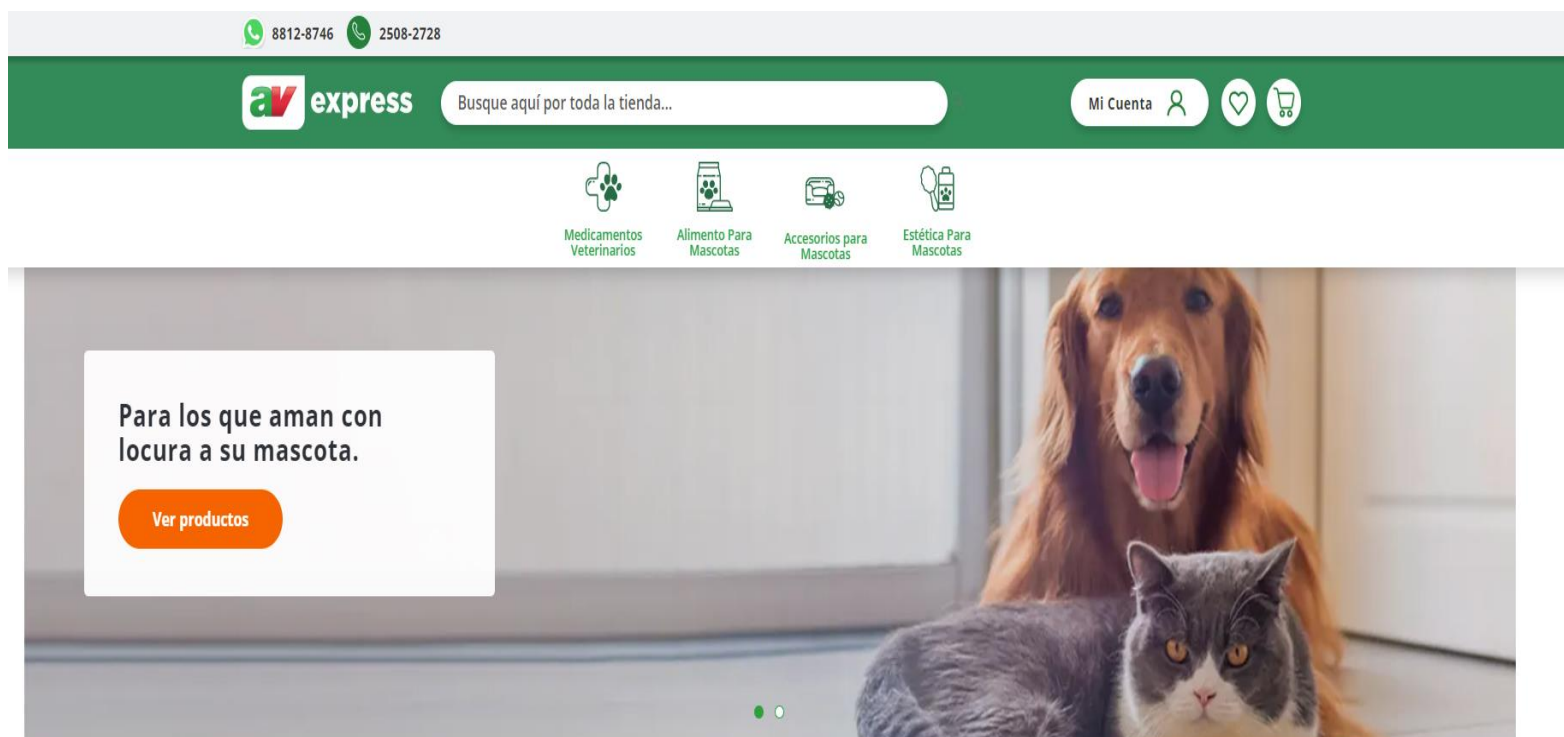 8812-8746 2508-2728
av express Busque aquí por toda la tienda... Mi Cuenta
Medicamentos
Veterinarios
Alimento Para
Mascotas
Accesorios para
Mascotas
Estética Para
Mascotas
Para los que aman con
locura a su mascota.
Ver productos